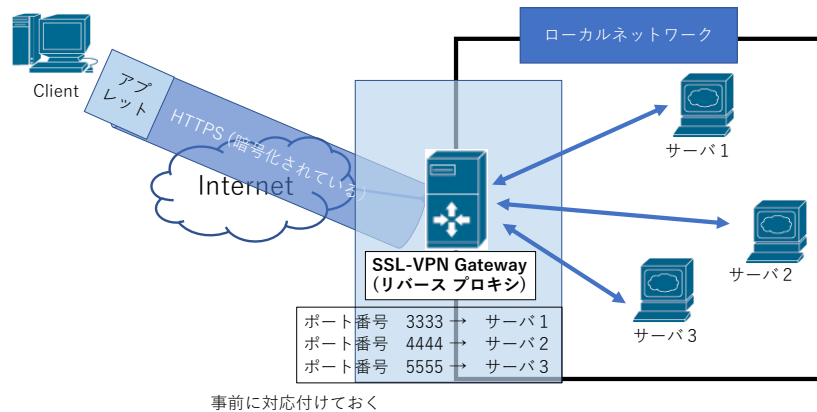 ローカルネットワーク
Client
アプ
レット
HTTPS (暗号化されている)
Internet
サーバ１
サーバ２
サーバ３
SSL-VPN Gateway
(リバース プロキシ)
ポート番号　3333 →　サーバ１
ポート番号　4444 →　サーバ２
ポート番号　5555 →　サーバ３
事前に対応付けておく